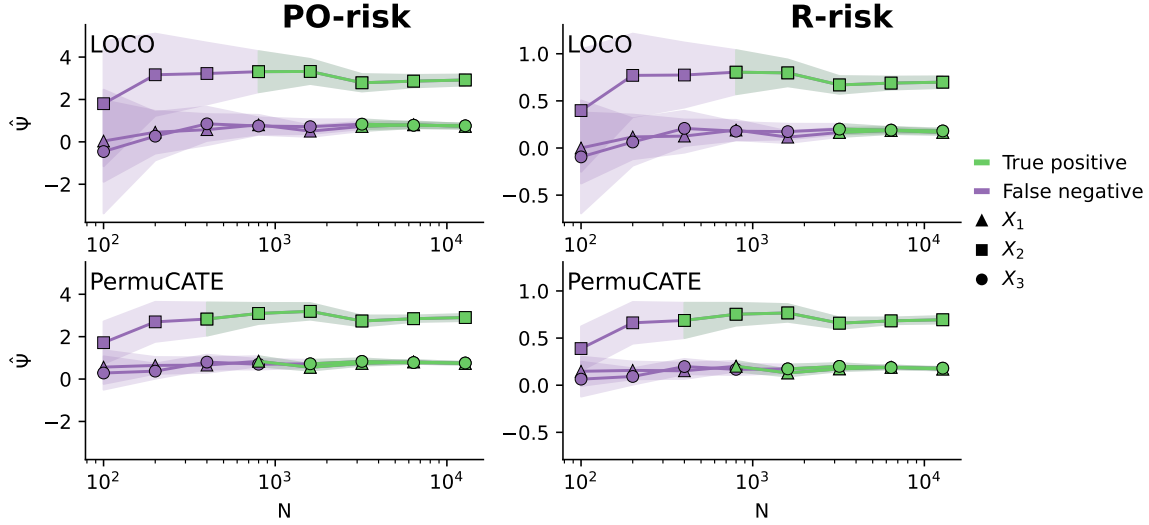 PO-risk
R-risk
LOCO
4
2
0
−2
Ψ̂
10² 10³ 10⁴
LOCO
1.0
0.5
0.0
−0.5
10² 10³ 10⁴
True positive
False negative
X₁
X₂
X₃
PermuCATE
4
2
0
−2
Ψ̂
10² 10³ 10⁴
N
PermuCATE
1.0
0.5
0.0
−0.5
10² 10³ 10⁴
N